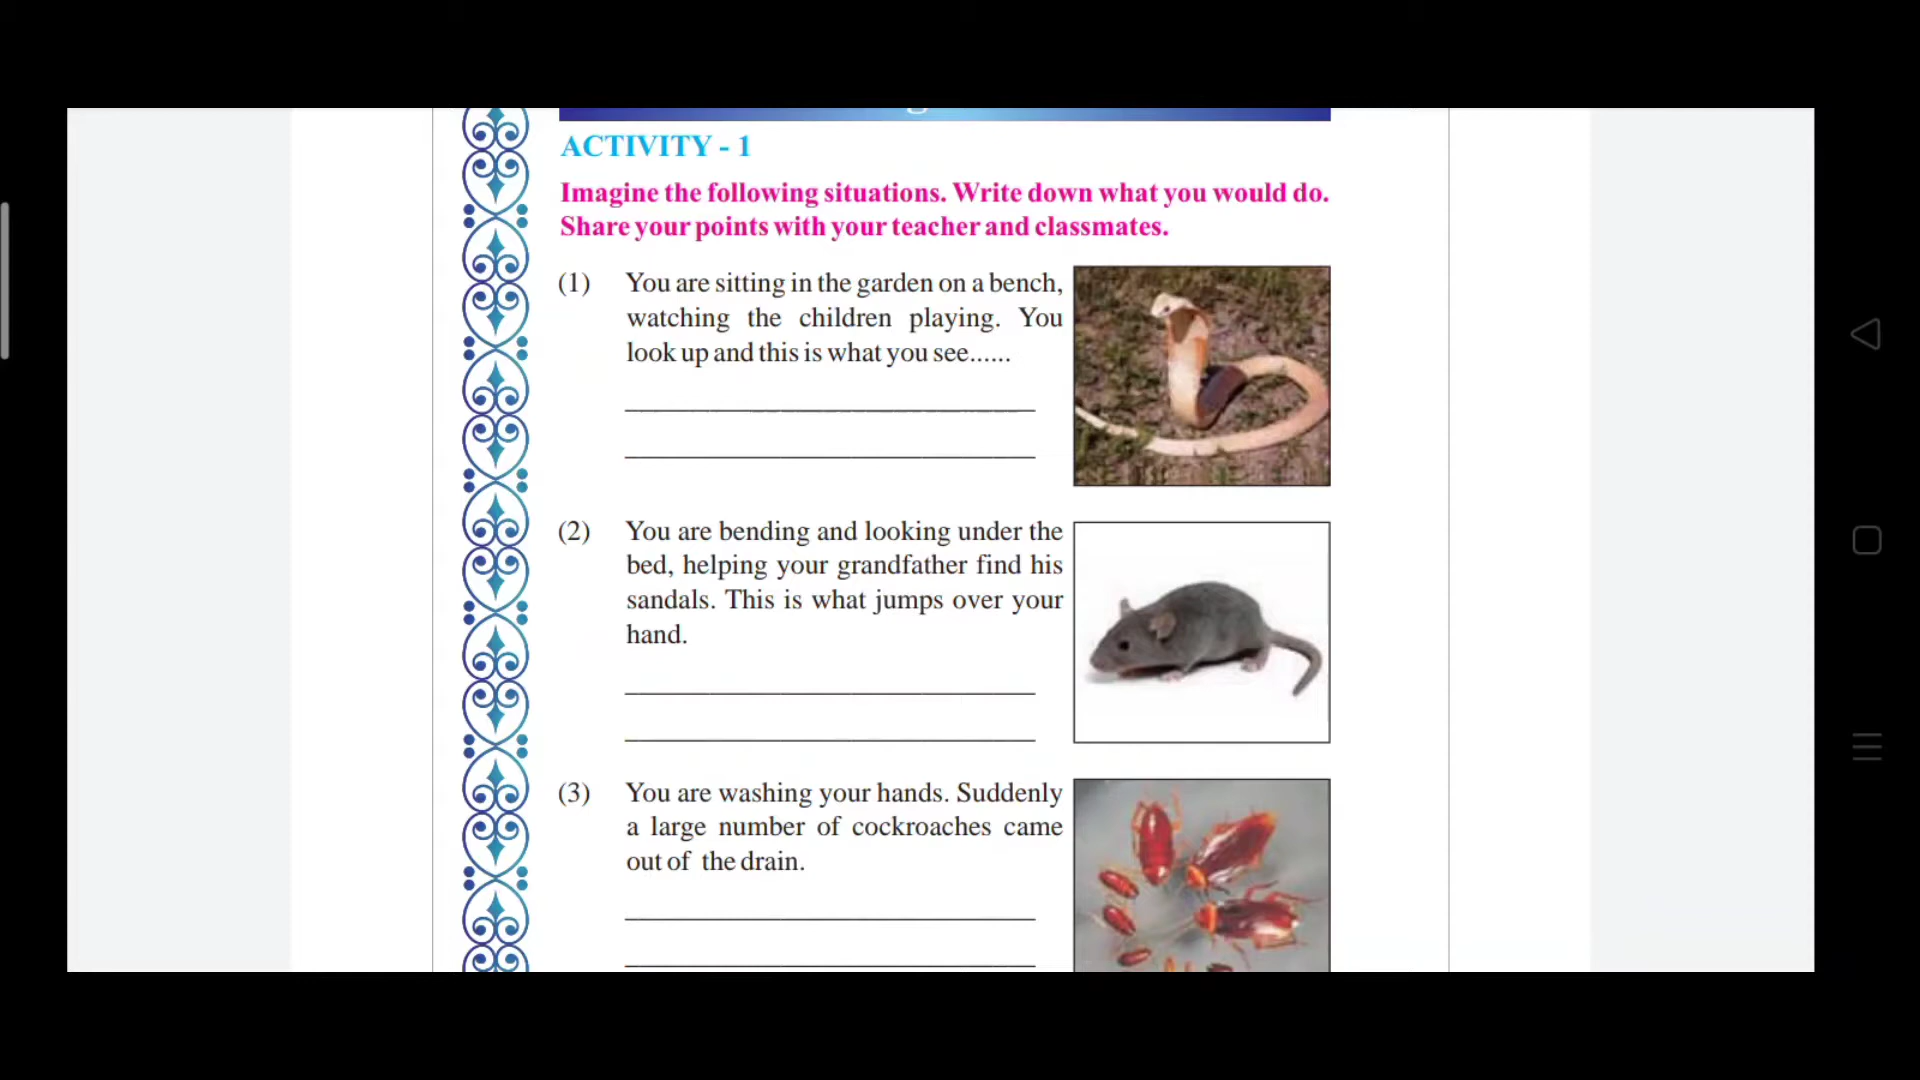 ACTIVITY - 1
Imagine the following situations. Write down what you would do.
Share your points with your teacher and classmates.
(1) You are sitting in the garden on a bench,
watching the children playing. You
look up and this is what you see......
(2) You are bending and looking under the
bed, helping your grandfather find his
sandals. This is what jumps over your
hand.
(3) You are washing your hands. Suddenly
a large number of cockroaches came
out of the drain.